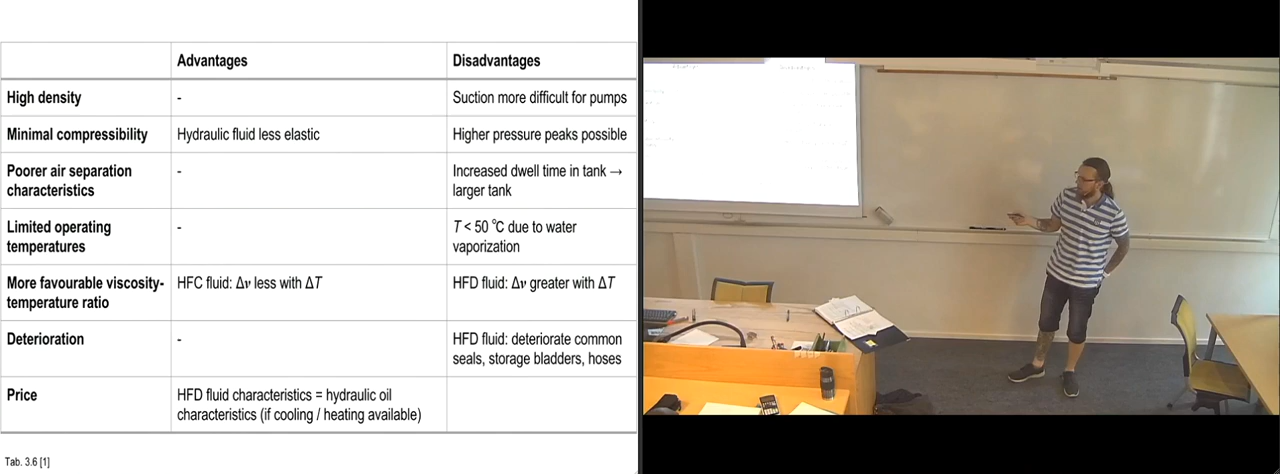 Advantages Disadvantages
High density - Suction more difficult for pumps
Minimal compressibility Hydraulic fluid less elastic Higher pressure peaks possible
Poorer air separation - Increased dwell time in tank →
characteristics larger tank
Limited operating - T < 50 °C due to water
temperatures vaporization
More favourable viscosity- HFC fluid: Δν less with ΔT HFD fluid: Δν greater with ΔT
temperature ratio
Deterioration - HFD fluid: deteriorate common
seals, storage bladders, hoses
Price HFD fluid characteristics = hydraulic oil
characteristics (if cooling / heating available)
Tab. 3.6 [1]